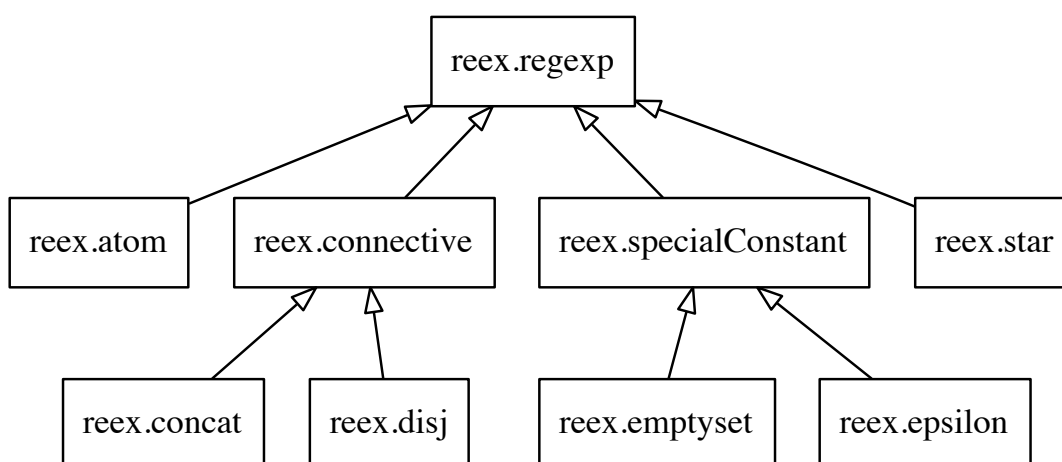 reex.regexp
reex.atom
reex.connective
reex.specialConstant
reex.star
reex.concat
reex.disj
reex.emptyset
reex.epsilon